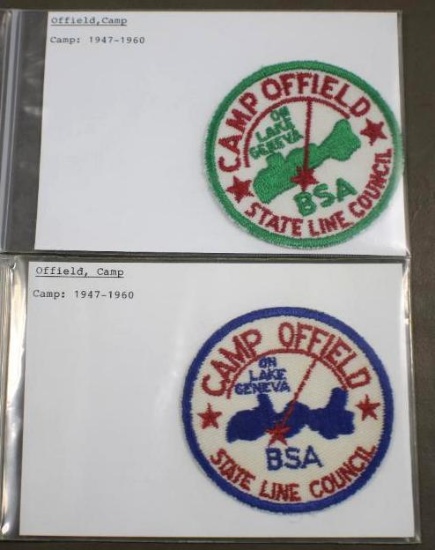 Offield,Camp
Camp: 1947-1960
CAMP OFFIELD
ON
LAKE
GENEVA
BSA
STATE LINE COUNCIL
Offield, Camp
Camp: 1947-1960
CAMP OFFIELD
ON
LAKE
GENEVA
BSA
STATE LINE COUNCIL